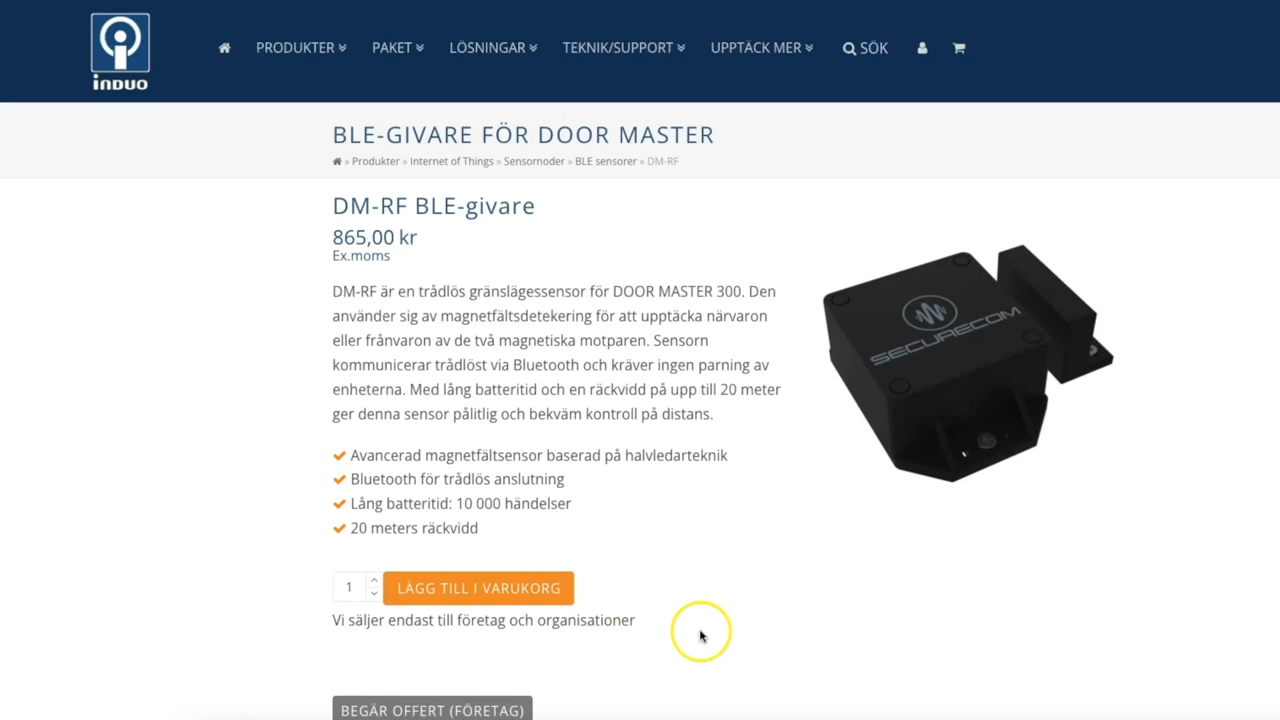 PRODUKTER PAKET LÖSNINGAR TEKNIK/SUPPORT UPPTÄCK MER SÖK
INDUO
BLE-GIVARE FÖR DOOR MASTER
» Produkter » Internet of Things » Sensornoder » BLE sensorer » DM-RF
DM-RF BLE-givare
865,00 kr
Ex.moms
DM-RF är en trådlös gränslägessensor för DOOR MASTER 300. Den
använder sig av magnetfältsdetekering för att upptäcka närvaron
eller frånvaron av de två magnetiska motparen. Sensorn
kommunicerar trådlöst via Bluetooth och kräver ingen parning av
enheterna. Med lång batteritid och en räckvidd på upp till 20 meter
ger denna sensor pålitlig och bekväm kontroll på distans.
Avancerad magnetfältsensor baserad på halvledarteknik
Bluetooth för trådlös anslutning
Lång batteritid: 10 000 händelser
20 meters räckvidd
SECURECOM
1 LÄGG TILL I VARUKORG
Vi säljer endast till företag och organisationer
BEGÄR OFFERT (FÖRETAG)